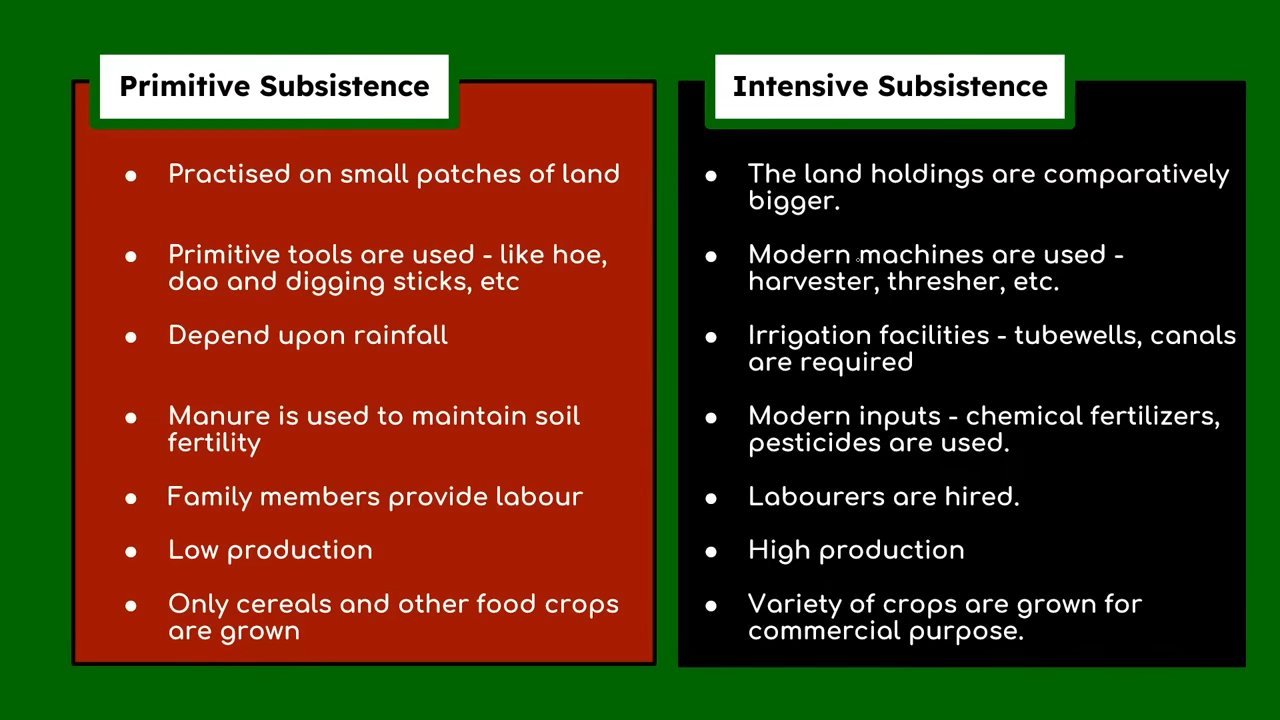 Primitive Subsistence
● Practised on small patches of land
● Primitive tools are used - like hoe,
dao and digging sticks, etc
● Depend upon rainfall
● Manure is used to maintain soil
fertility
● Family members provide labour
● Low production
● Only cereals and other food crops
are grown
Intensive Subsistence
● The land holdings are comparatively
bigger.
● Modern machines are used -
harvester, thresher, etc.
● Irrigation facilities - tubewells, canals
are required
● Modern inputs - chemical fertilizers,
pesticides are used.
● Labourers are hired.
● High production
● Variety of crops are grown for
commercial purpose.